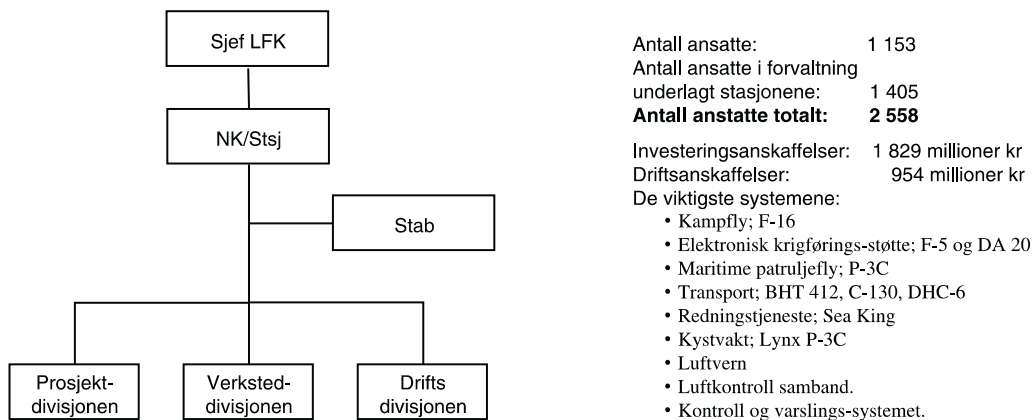 Sjef LFK
NK/Stsj
Stab
Prosjekt-
divisjonen
Verksted-
divisjonen
Drifts
divisjonen
Antall ansatte: 1 153
Antall ansatte i forvaltning
underlagt stasjonene: 1 405
Antall anstatte totalt: 2 558
Investeringsanskaffelser: 1 829 millioner kr
Driftsanskaffelser: 954 millioner kr
De viktigste systemene:
• Kampfly; F-16
• Elektronisk krigførings-støtte; F-5 og DA 20
• Maritime patruljefly; P-3C
• Transport; BHT 412, C-130, DHC-6
• Redningstjeneste; Sea King
• Kystvakt; Lynx P-3C
• Luftvern
• Luftkontroll samband.
• Kontroll og varslings-systemet.